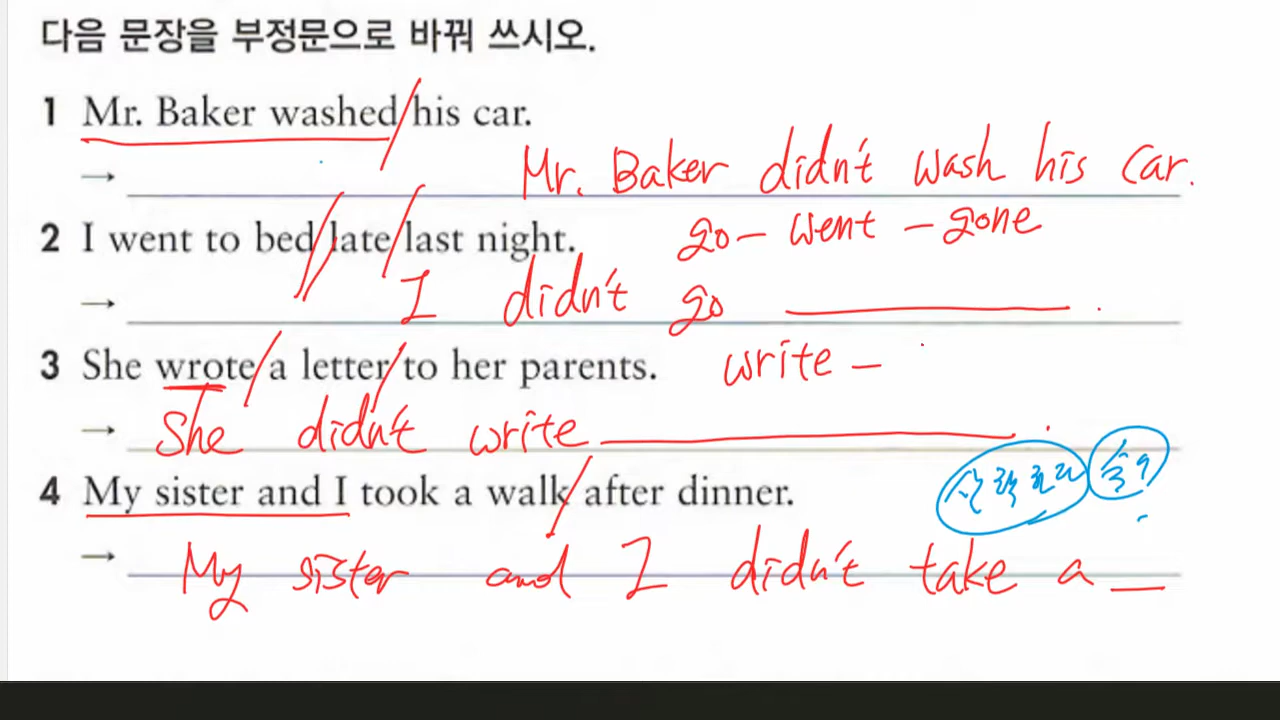 다음 문장을 부정문으로 바꿔 쓰시오.
1 Mr. Baker washed his car.
→ Mr. Baker didn't wash his car.
2 I went to bed late last night.
go - went - gone
→ I didn't go .
3 She wrote a letter to her parents.
write -
→ She didn't write .
4 My sister and I took a walk after dinner.
→ My sister and I didn't take a